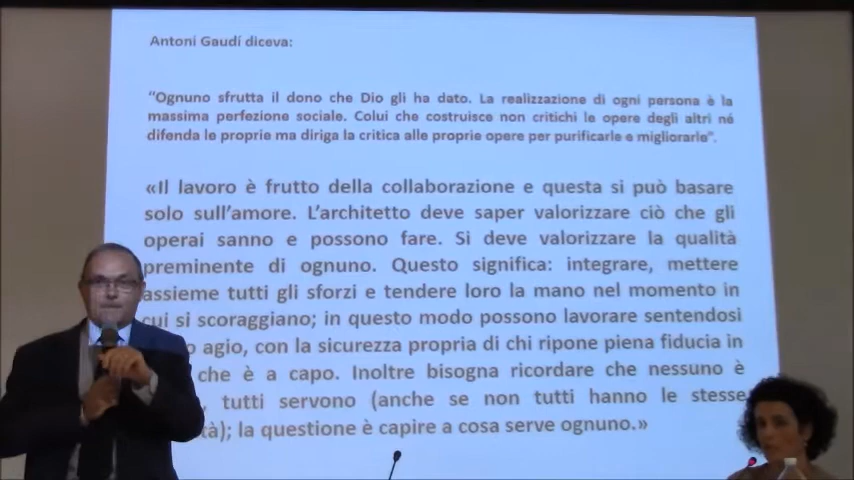 Antoni Gaudí diceva:
"Ognuno sfrutta il dono che Dio gli ha dato. La realizzazione di ogni persona è la
massima perfezione sociale. Colui che costruisce non critichi le opere degli altri né
difenda le proprie ma diriga la critica alle proprie opere per purificarle e migliorarle".
«Il lavoro è frutto della collaborazione e questa si può basare
solo sull'amore. L'architetto deve saper valorizzare ciò che gli
operai sanno e possono fare. Si deve valorizzare la qualità
preminente di ognuno. Questo significa: integrare, mettere
assieme tutti gli sforzi e tendere loro la mano nel momento in
cui si scoraggiano; in questo modo possono lavorare sentendosi
agio, con la sicurezza propria di chi ripone piena fiducia in
che è a capo. Inoltre bisogna ricordare che nessuno è
tutti servono (anche se non tutti hanno le stesse
la questione è capire a cosa serve ognuno.»